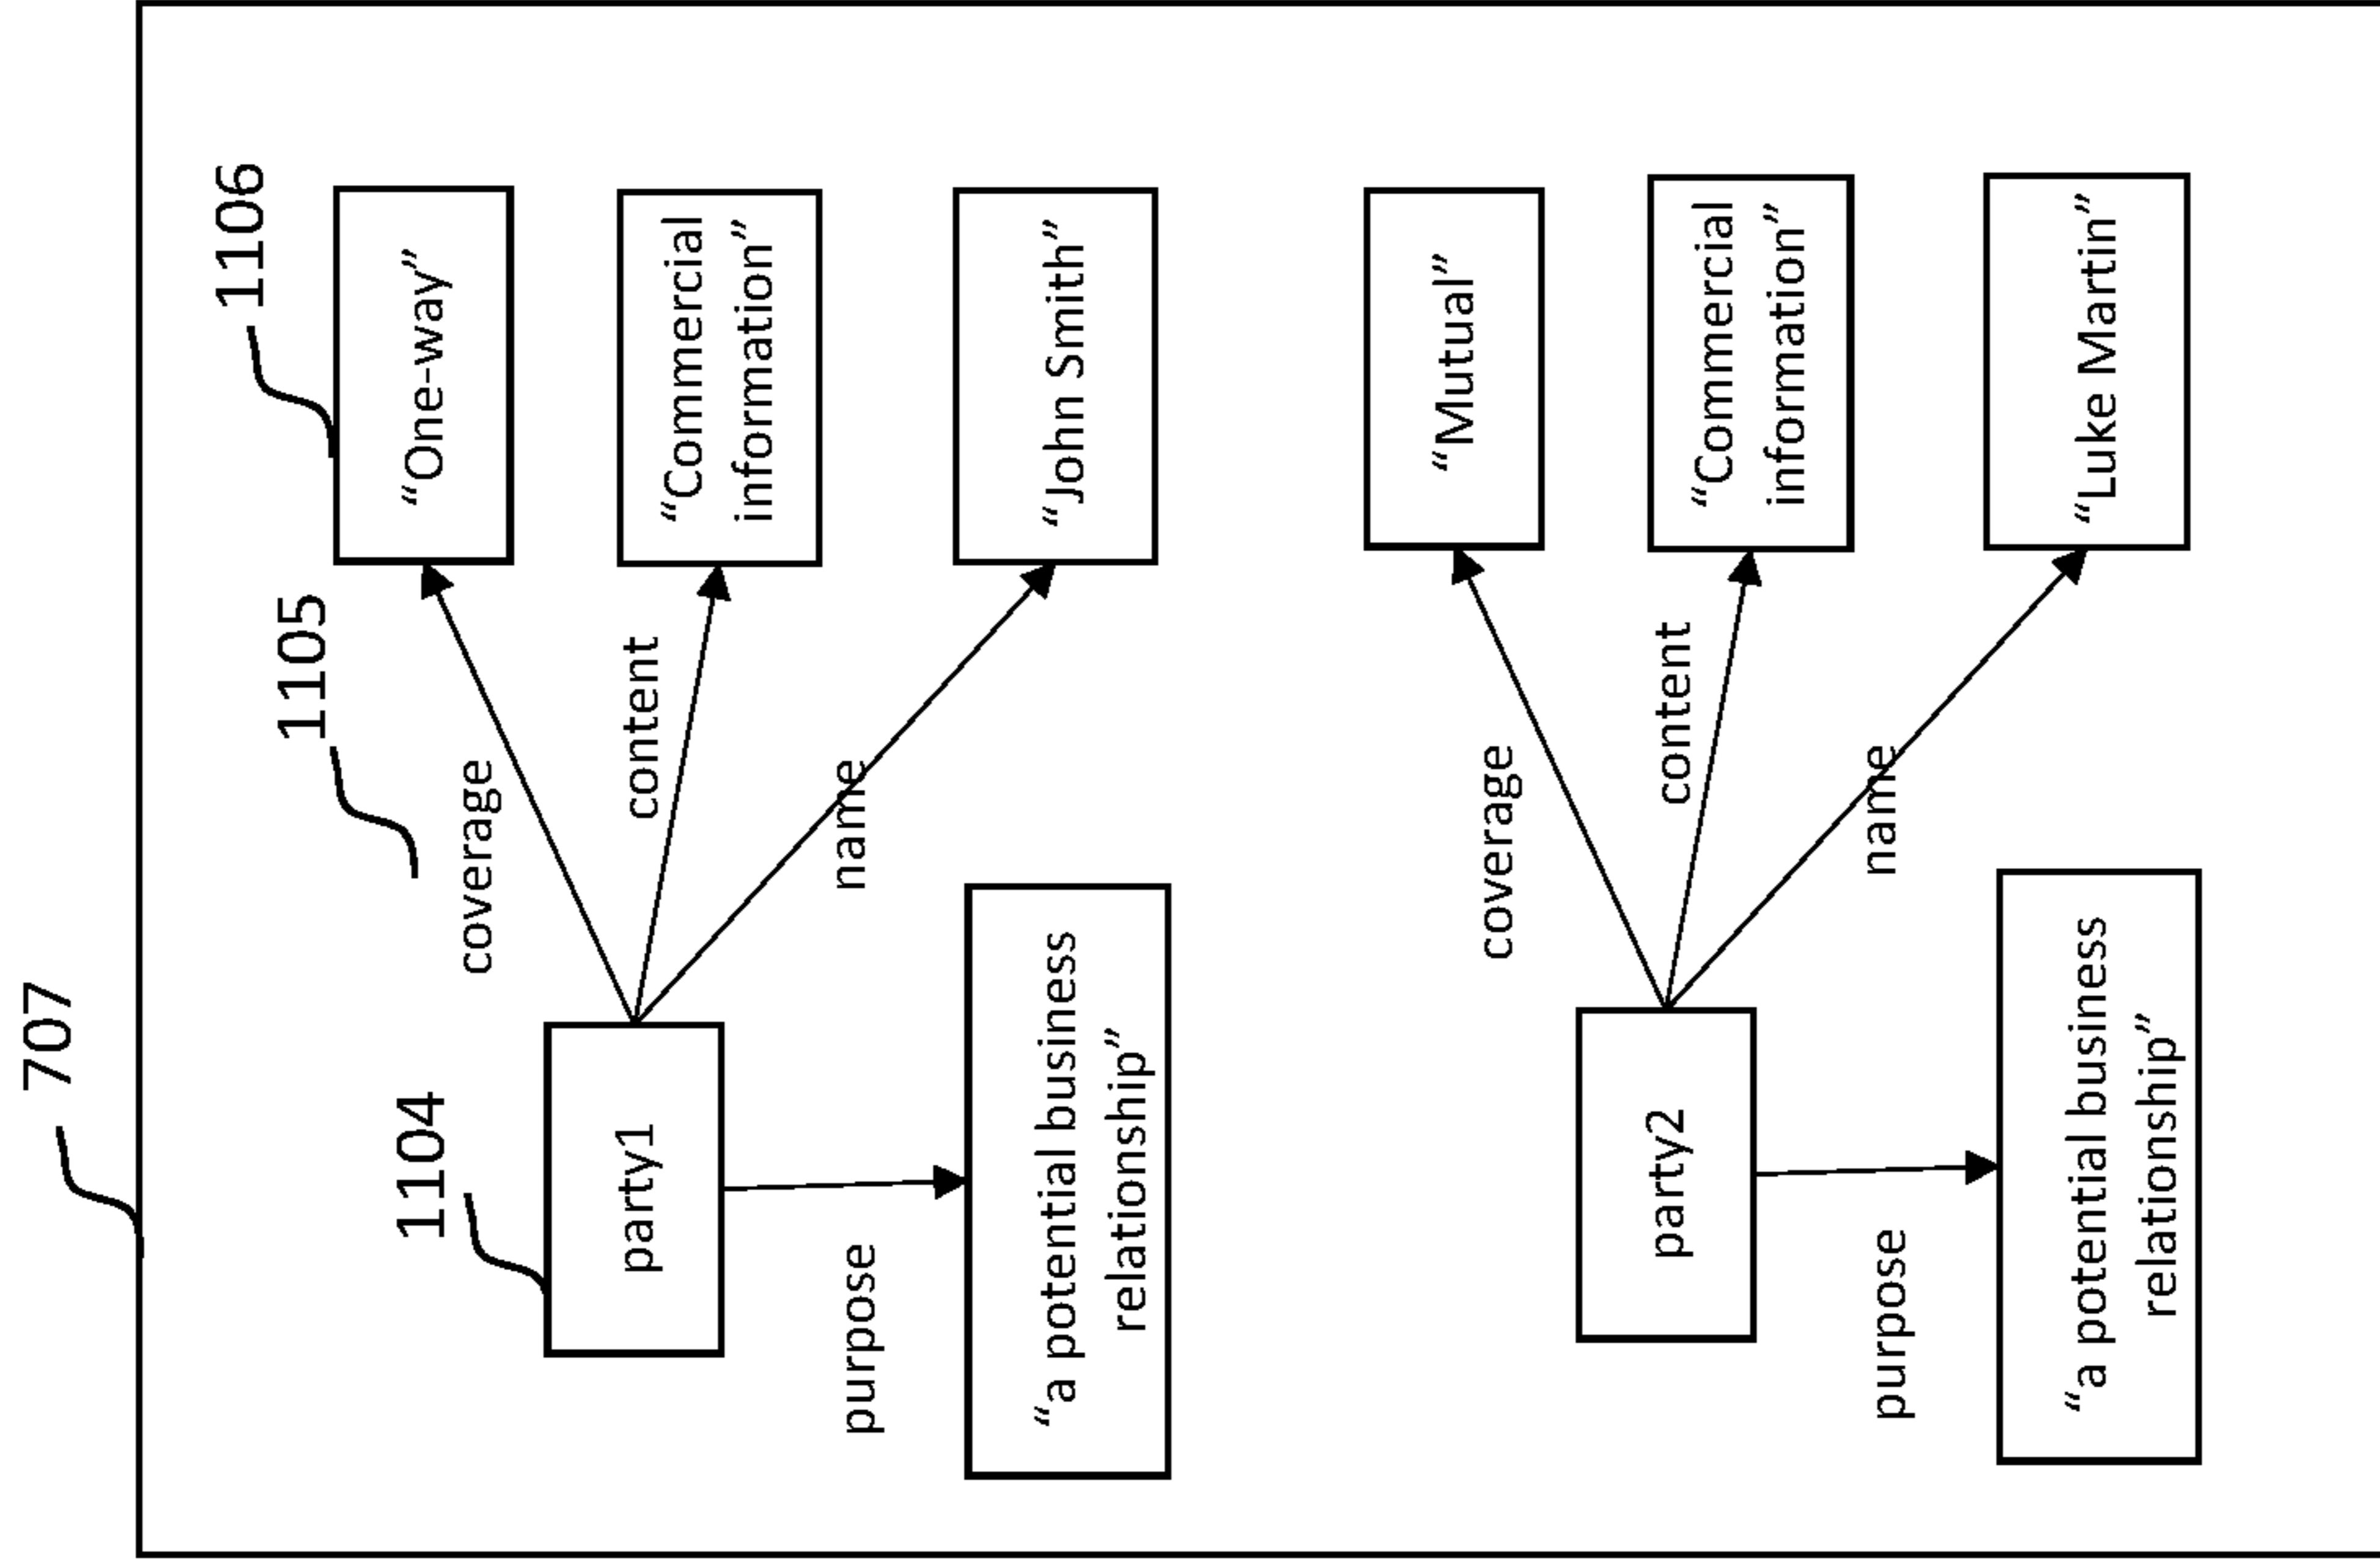 707
1104
1105
1106
party1
coverage
“One-way”
content
“Commercial
information”
name
“John Smith”
purpose
“a potential business
relationship”
party2
coverage
“Mutual”
content
“Commercial
information”
name
“Luke Martin”
purpose
“a potential business
relationship”